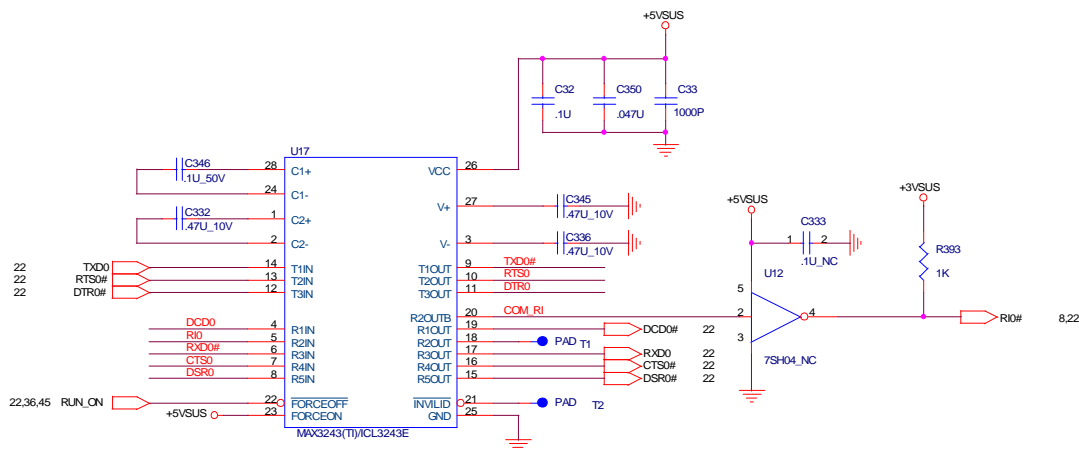 +5VSUS
C32
.1U
C350
.047U
C33
1000P
U17
C346
.1U_50V
28
C1+
VCC
26
24
C1-
C332
.47U_10V
1
C2+
V+
27
C345
.47U_10V
2
C2-
V-
3
C336
.47U_10V
22
TXD0
14
T1IN
T1OUT
9
TXD0#
22
RTS0#
13
T2IN
T2OUT
10
RTS0
22
DTR0#
12
T3IN
T3OUT
11
DTR0
R2OUTB
20
COM_RI
DCD0
4
R1IN
R1OUT
19
DCD0#
22
RI0
5
R2IN
R2OUT
18
PAD
T1
RXD0#
6
R3IN
R3OUT
17
RXD0
22
CTS0
7
R4IN
R4OUT
16
CTS0#
22
DSR0
8
R5IN
R5OUT
15
DSR0#
22
22,36,45
RUN_ON
22
FORCEOFF
INVILID
21
PAD
T2
+5VSUS
23
FORCEON
GND
25
MAX3243(TI)/ICL3243E
+5VSUS
C333
1
2
.1U_NC
U12
5
2
4
3
7SH04_NC
+3VSUS
R393
1K
RI0#
8,22